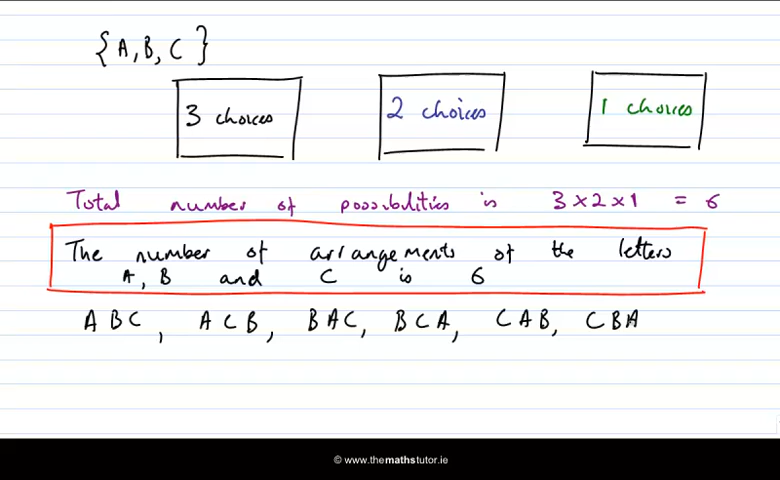 {A, B, C}
3 choices 2 choices 1 choices
Total number of possibilities is 3 × 2 × 1 = 6
The number of arrangements of the letters
A, B and C is 6
ABC, ACB, BAC, BCA, CAB, CBA
© www.themathstutor.ie